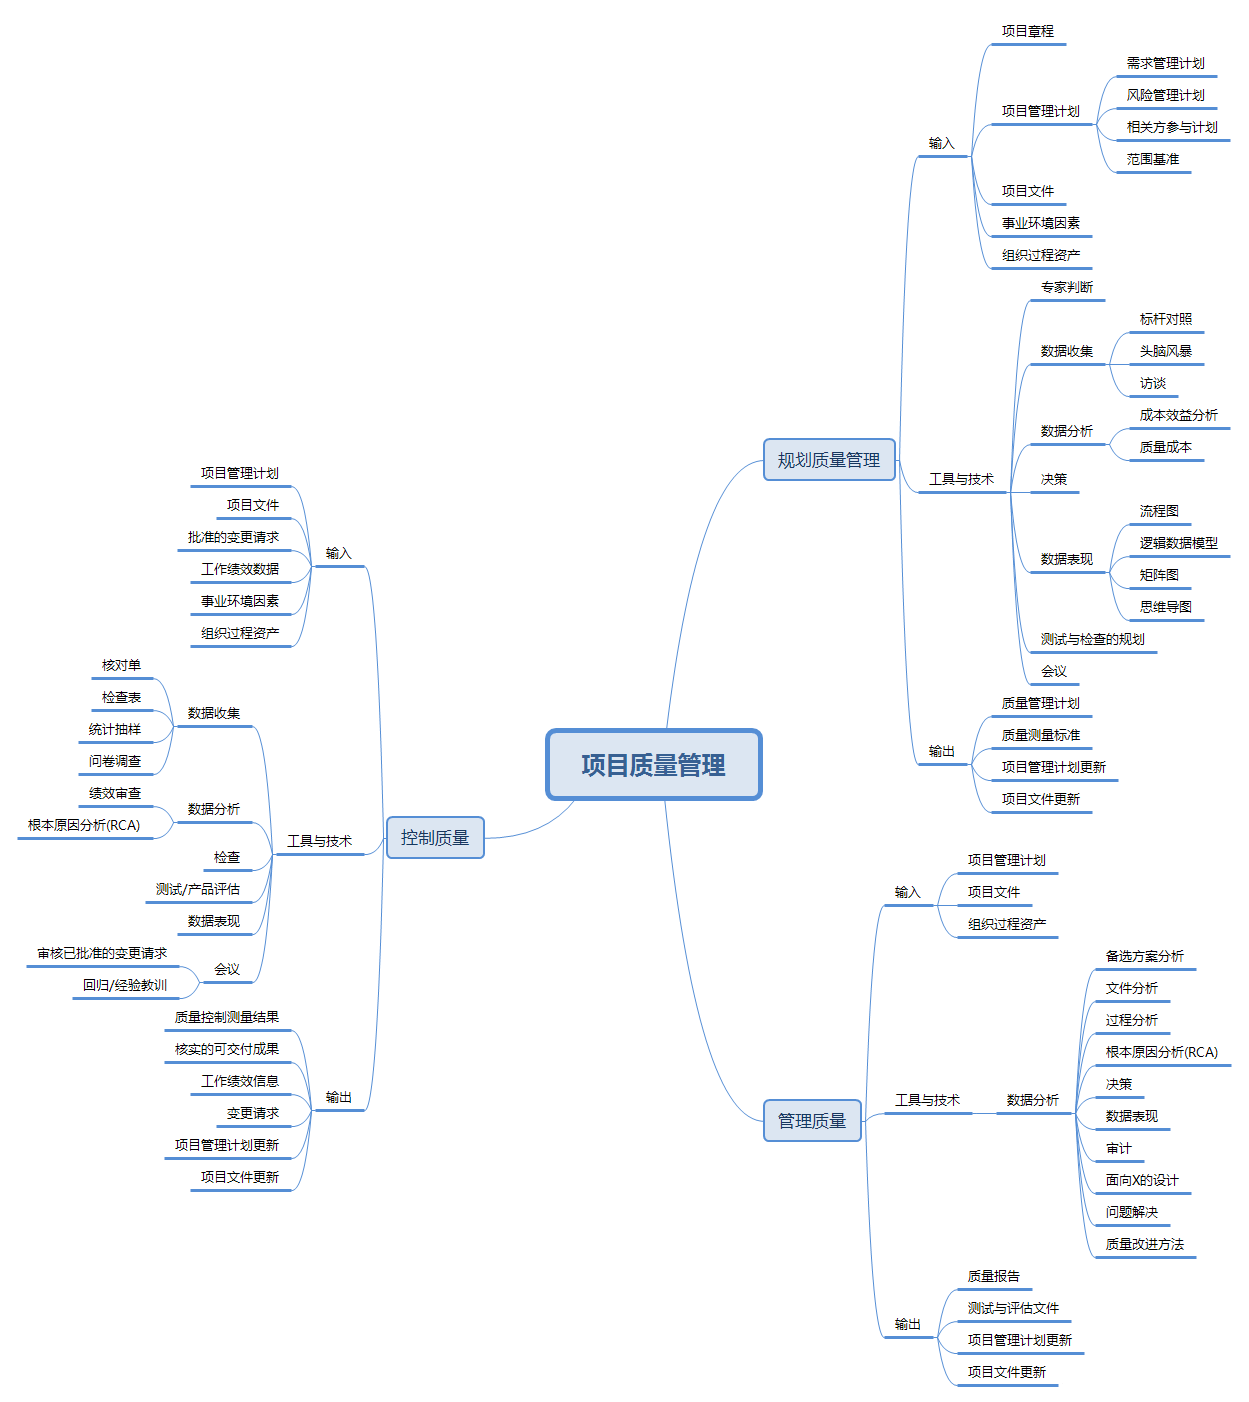 项目质量管理
规划质量管理
输入
项目章程
项目管理计划
需求管理计划
风险管理计划
相关方参与计划
范围基准
项目文件
事业环境因素
组织过程资产
工具与技术
专家判断
数据收集
标杆对照
头脑风暴
访谈
数据分析
成本效益分析
质量成本
决策
数据表现
流程图
逻辑数据模型
矩阵图
思维导图
测试与检查的规划
会议
输出
质量管理计划
质量测量标准
项目管理计划更新
项目文件更新
管理质量
输入
项目管理计划
项目文件
组织过程资产
工具与技术
数据分析
备选方案分析
文件分析
过程分析
根本原因分析(RCA)
决策
数据表现
审计
面向X的设计
问题解决
质量改进方法
输出
质量报告
测试与评估文件
项目管理计划更新
项目文件更新
控制质量
输入
项目管理计划
项目文件
批准的变更请求
工作绩效数据
事业环境因素
组织过程资产
工具与技术
数据收集
核对单
检查表
统计抽样
问卷调查
数据分析
绩效审查
根本原因分析(RCA)
检查
测试/产品评估
数据表现
会议
审核已批准的变更请求
回归/经验教训
输出
质量控制测量结果
核实的可交付成果
工作绩效信息
变更请求
项目管理计划更新
项目文件更新